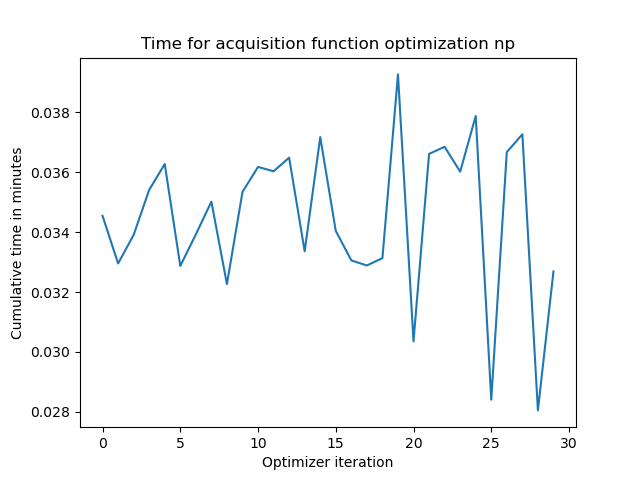 Time for acquisition function optimization np
0.038
0.036
0.034
0.032
0.030
0.028
Cumulative time in minutes
0 5 10 15 20 25 30
Optimizer iteration